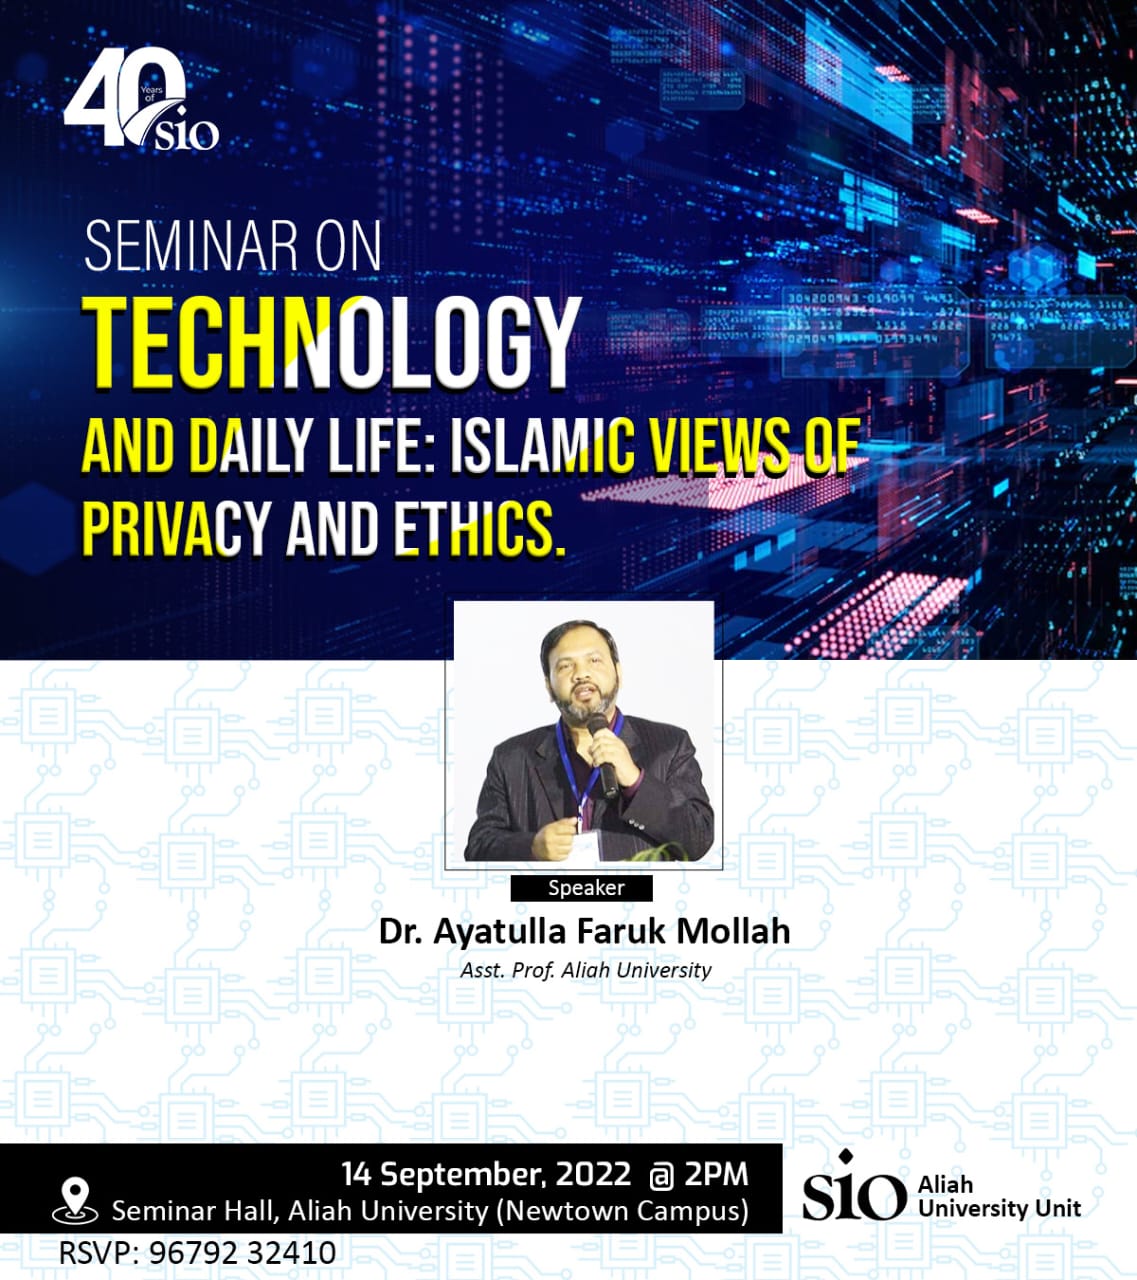 40 Years of SIO
SEMINAR ON
TECHNOLOGY
AND DAILY LIFE: ISLAMIC VIEWS OF
PRIVACY AND ETHICS.
Speaker
Dr. Ayatulla Faruk Mollah
Asst. Prof. Aliah University
14 September, 2022 @ 2PM
Seminar Hall, Aliah University (Newtown Campus)
RSVP: 96792 32410
SIO Aliah
University Unit